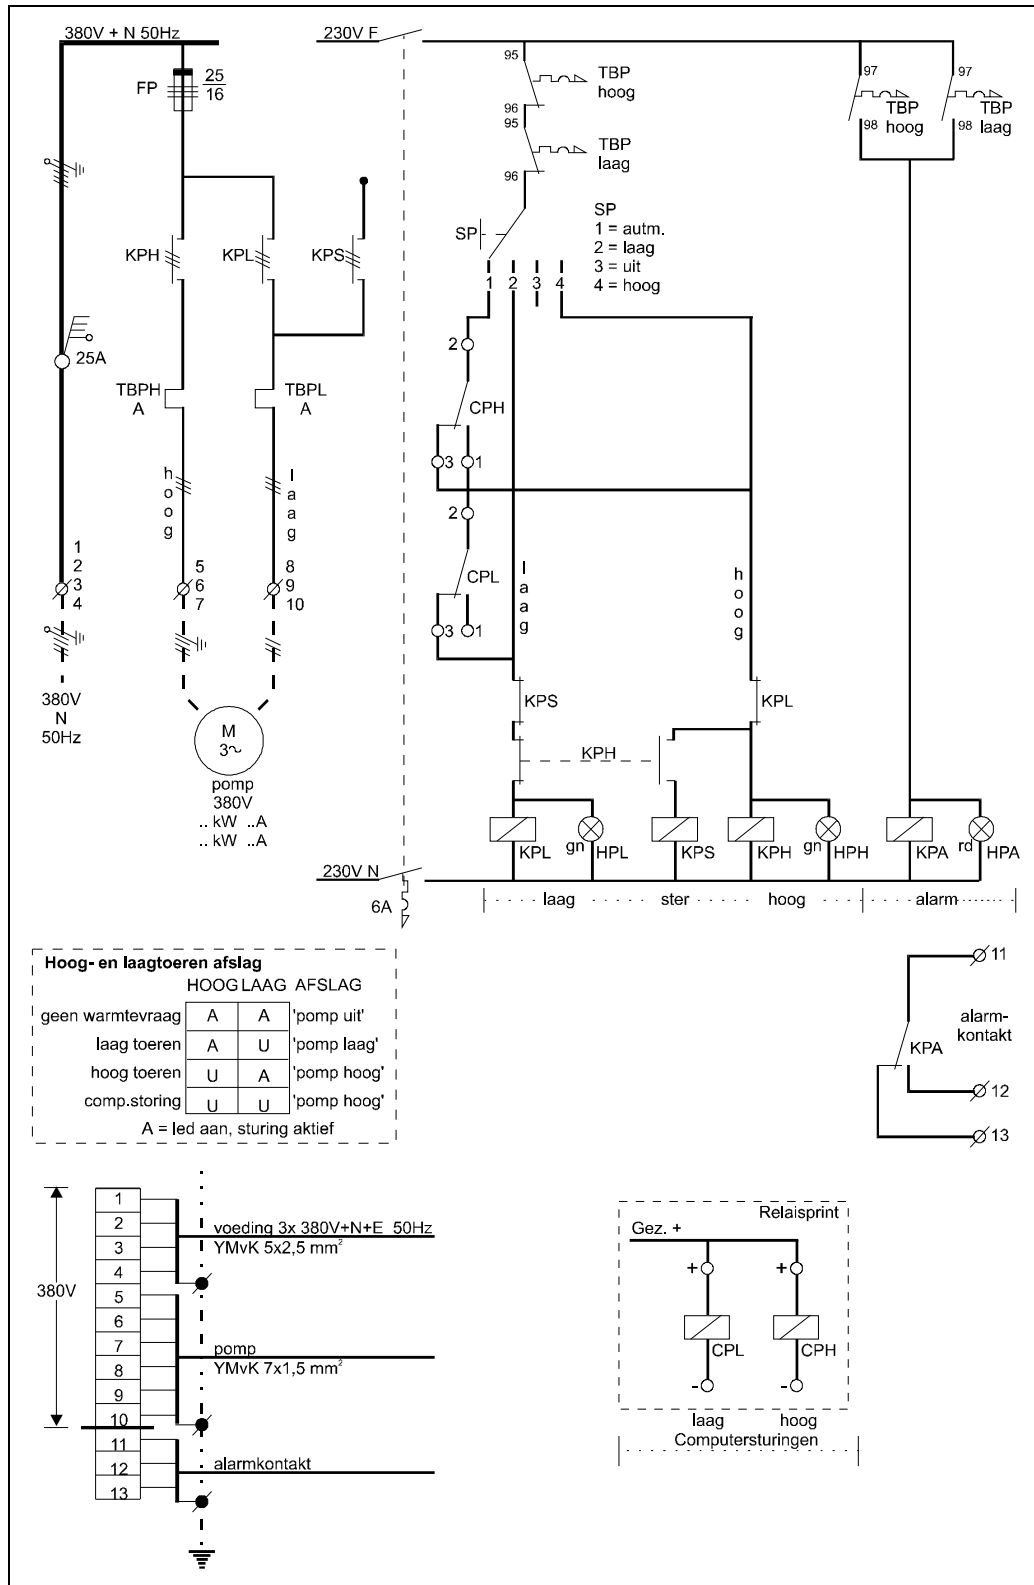 380V + N 50Hz
230V F
FP
25
16
95
TBP
hoog
96
95
TBP
laag
96
97
TBP
hoog
98
97
TBP
laag
98
KPH
KPL
KPS
SP
SP
1 = autm.
2 = laag
3 = uit
4 = hoog
1 2 3 4
25A
2
CPH
3 1
TBPH
A
TBPL
A
hoog
laag
2
CPL
3 1
laag
hoog
1
2
3
4
5
6
7
8
9
10
380V
N
50Hz
M
3~
pomp
380V
.. kW ..A
.. kW ..A
KPS
KPL
KPH
KPL
gn
HPL
KPS
KPH
gn
HPH
KPA
rd
HPA
230V N
6A
laag
ster
hoog
alarm
Hoog- en laagtoeren afslag
HOOG LAAG AFSLAG
geen warmtevraag A A 'pomp uit'
laag toeren A U 'pomp laag'
hoog toeren U A 'pomp hoog'
comp.storing U U 'pomp hoog'
A = led aan, sturing aktief
11
alarm-
kontakt
KPA
12
13
380V
1
2
3
4
5
6
7
8
9
10
11
12
13
voeding 3x 380V+N+E 50Hz
YMvK 5x2,5 mm²
pomp
YMvK 7x1,5 mm²
alarmkontakt
Relaisprint
Gez. +
+
+
CPL
CPH
-
-
laag
hoog
Computersturingen